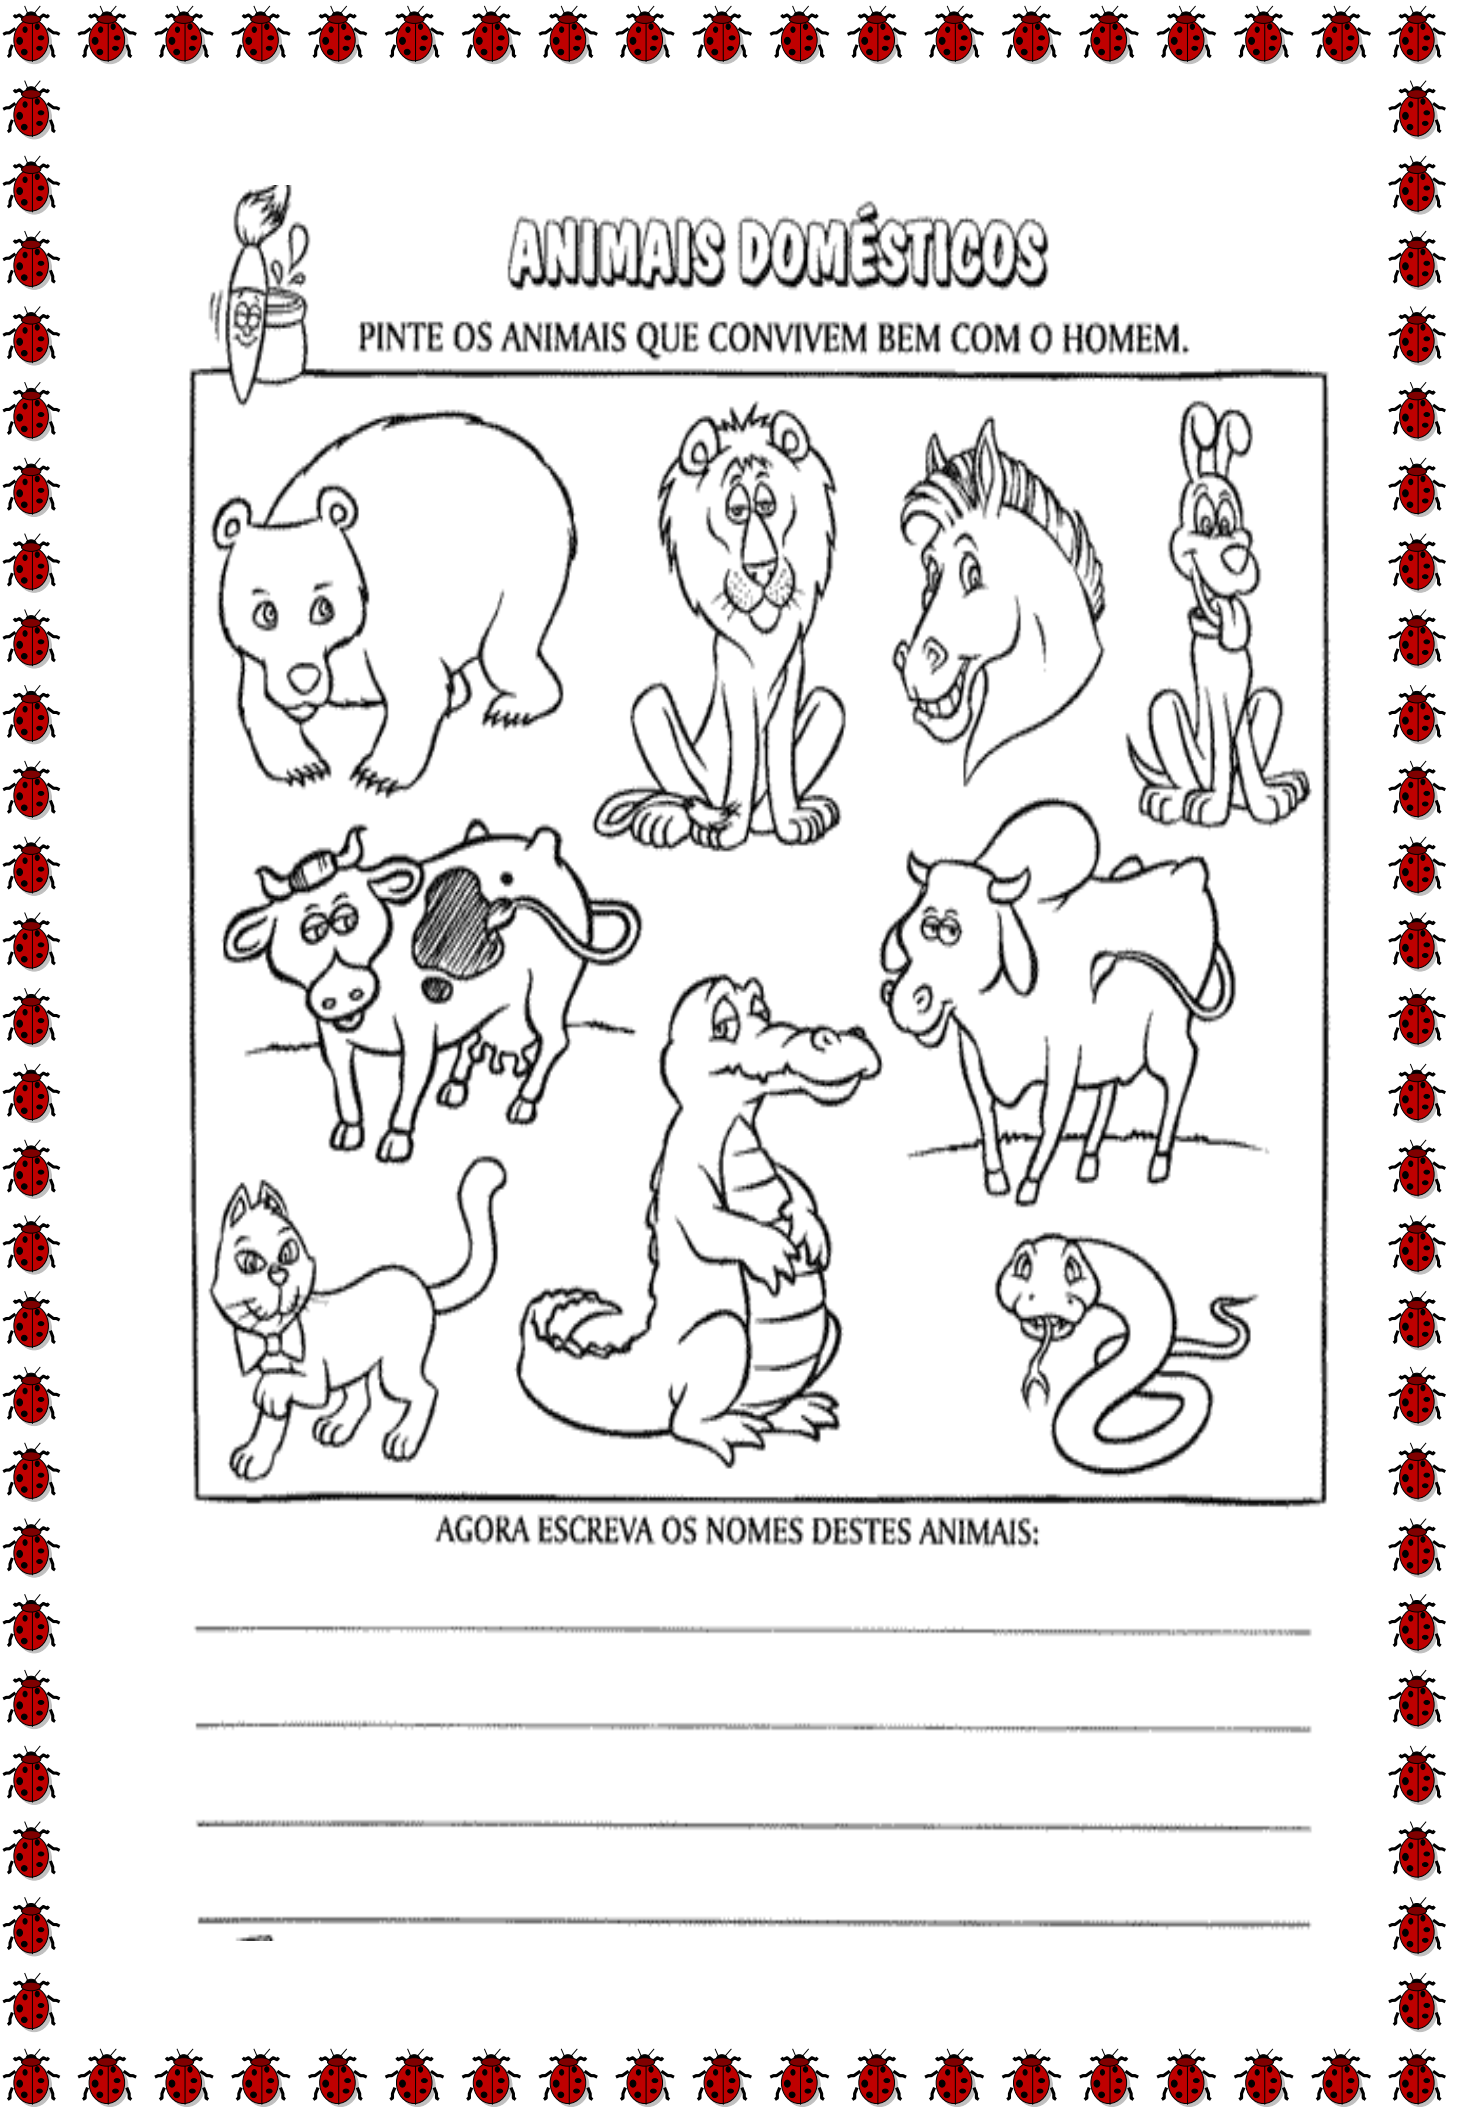 ANIMAIS DOMÉSTICOS
PINTE OS ANIMAIS QUE CONVIVEM BEM COM O HOMEM.
AGORA ESCREVA OS NOMES DESTES ANIMAIS: